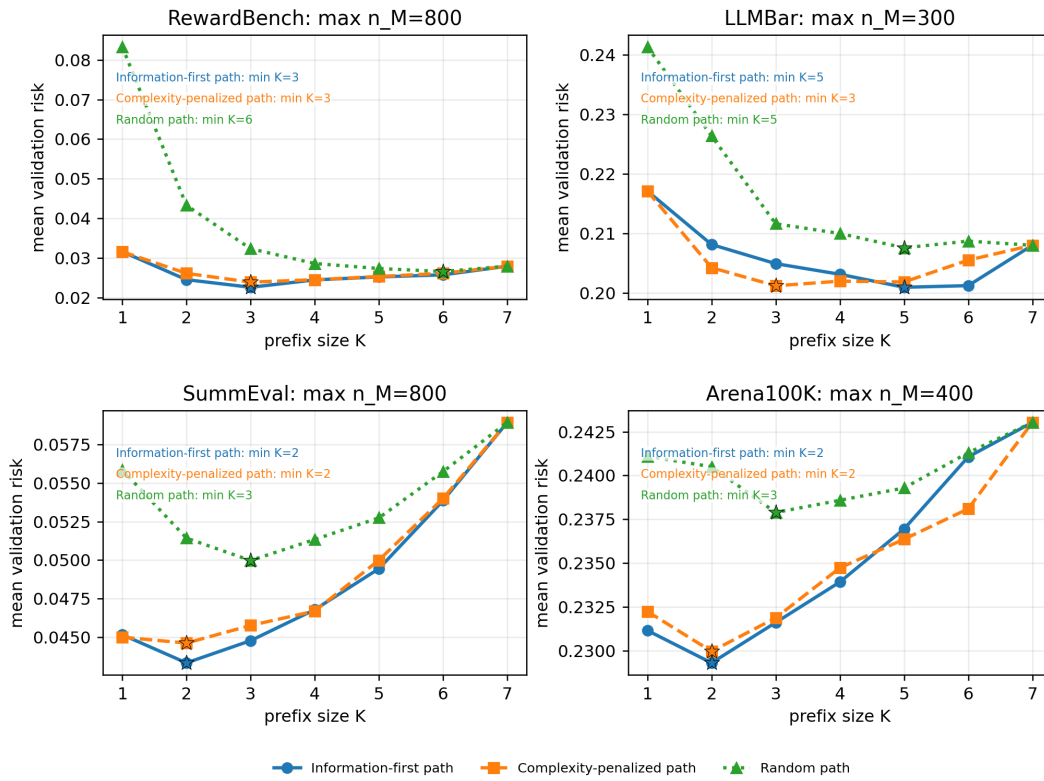 RewardBench: max n_M=800
mean validation risk
0.08
0.07
0.06
0.05
0.04
0.03
0.02
Information-first path: min K=3
Complexity-penalized path: min K=3
Random path: min K=6
1 2 3 4 5 6 7
prefix size K
LLMBar: max n_M=300
mean validation risk
0.24
0.23
0.22
0.21
0.20
Information-first path: min K=5
Complexity-penalized path: min K=3
Random path: min K=5
1 2 3 4 5 6 7
prefix size K
SummEval: max n_M=800
mean validation risk
0.0575
0.0550
0.0525
0.0500
0.0475
0.0450
Information-first path: min K=2
Complexity-penalized path: min K=2
Random path: min K=3
1 2 3 4 5 6 7
prefix size K
Arena100K: max n_M=400
mean validation risk
0.2425
0.2400
0.2375
0.2350
0.2325
0.2300
Information-first path: min K=2
Complexity-penalized path: min K=2
Random path: min K=3
1 2 3 4 5 6 7
prefix size K
Information-first path Complexity-penalized path Random path